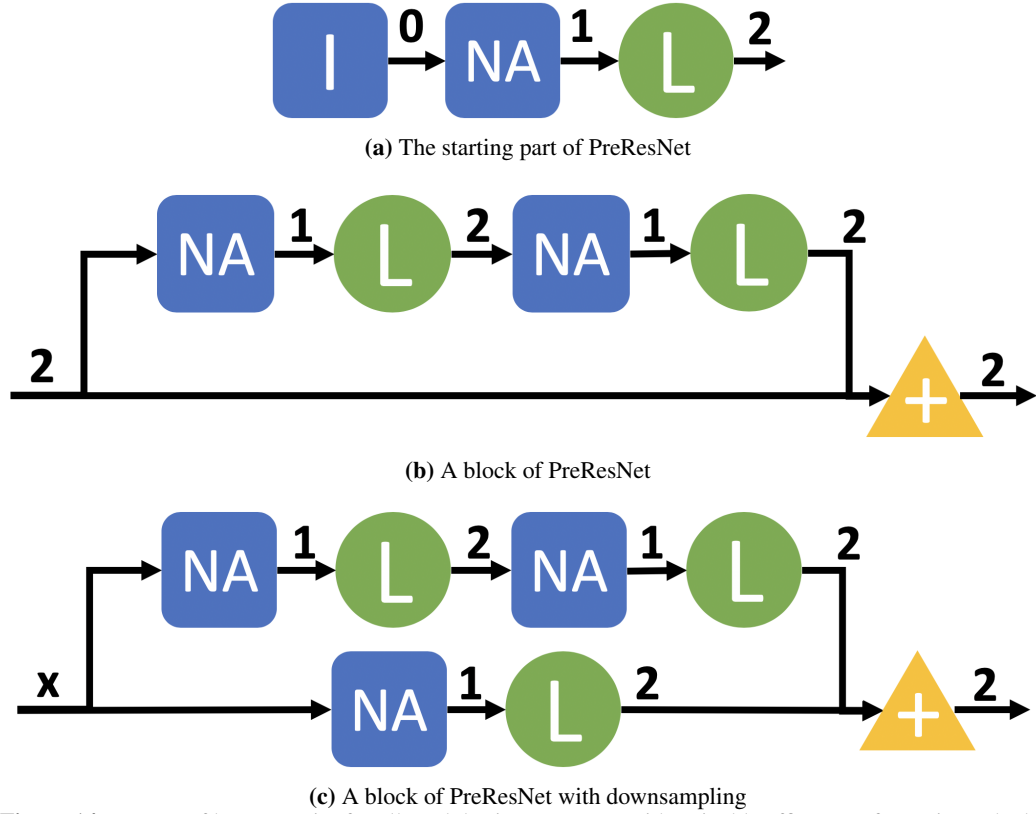 I 0 NA 1 L 2
(a) The starting part of PreResNet
NA 1 L 2 NA 1 L 2
2 + 2
(b) A block of PreResNet
NA 1 L 2 NA 1 L 2
x NA 1 L 2 + 2
(c) A block of PreResNet with downsampling